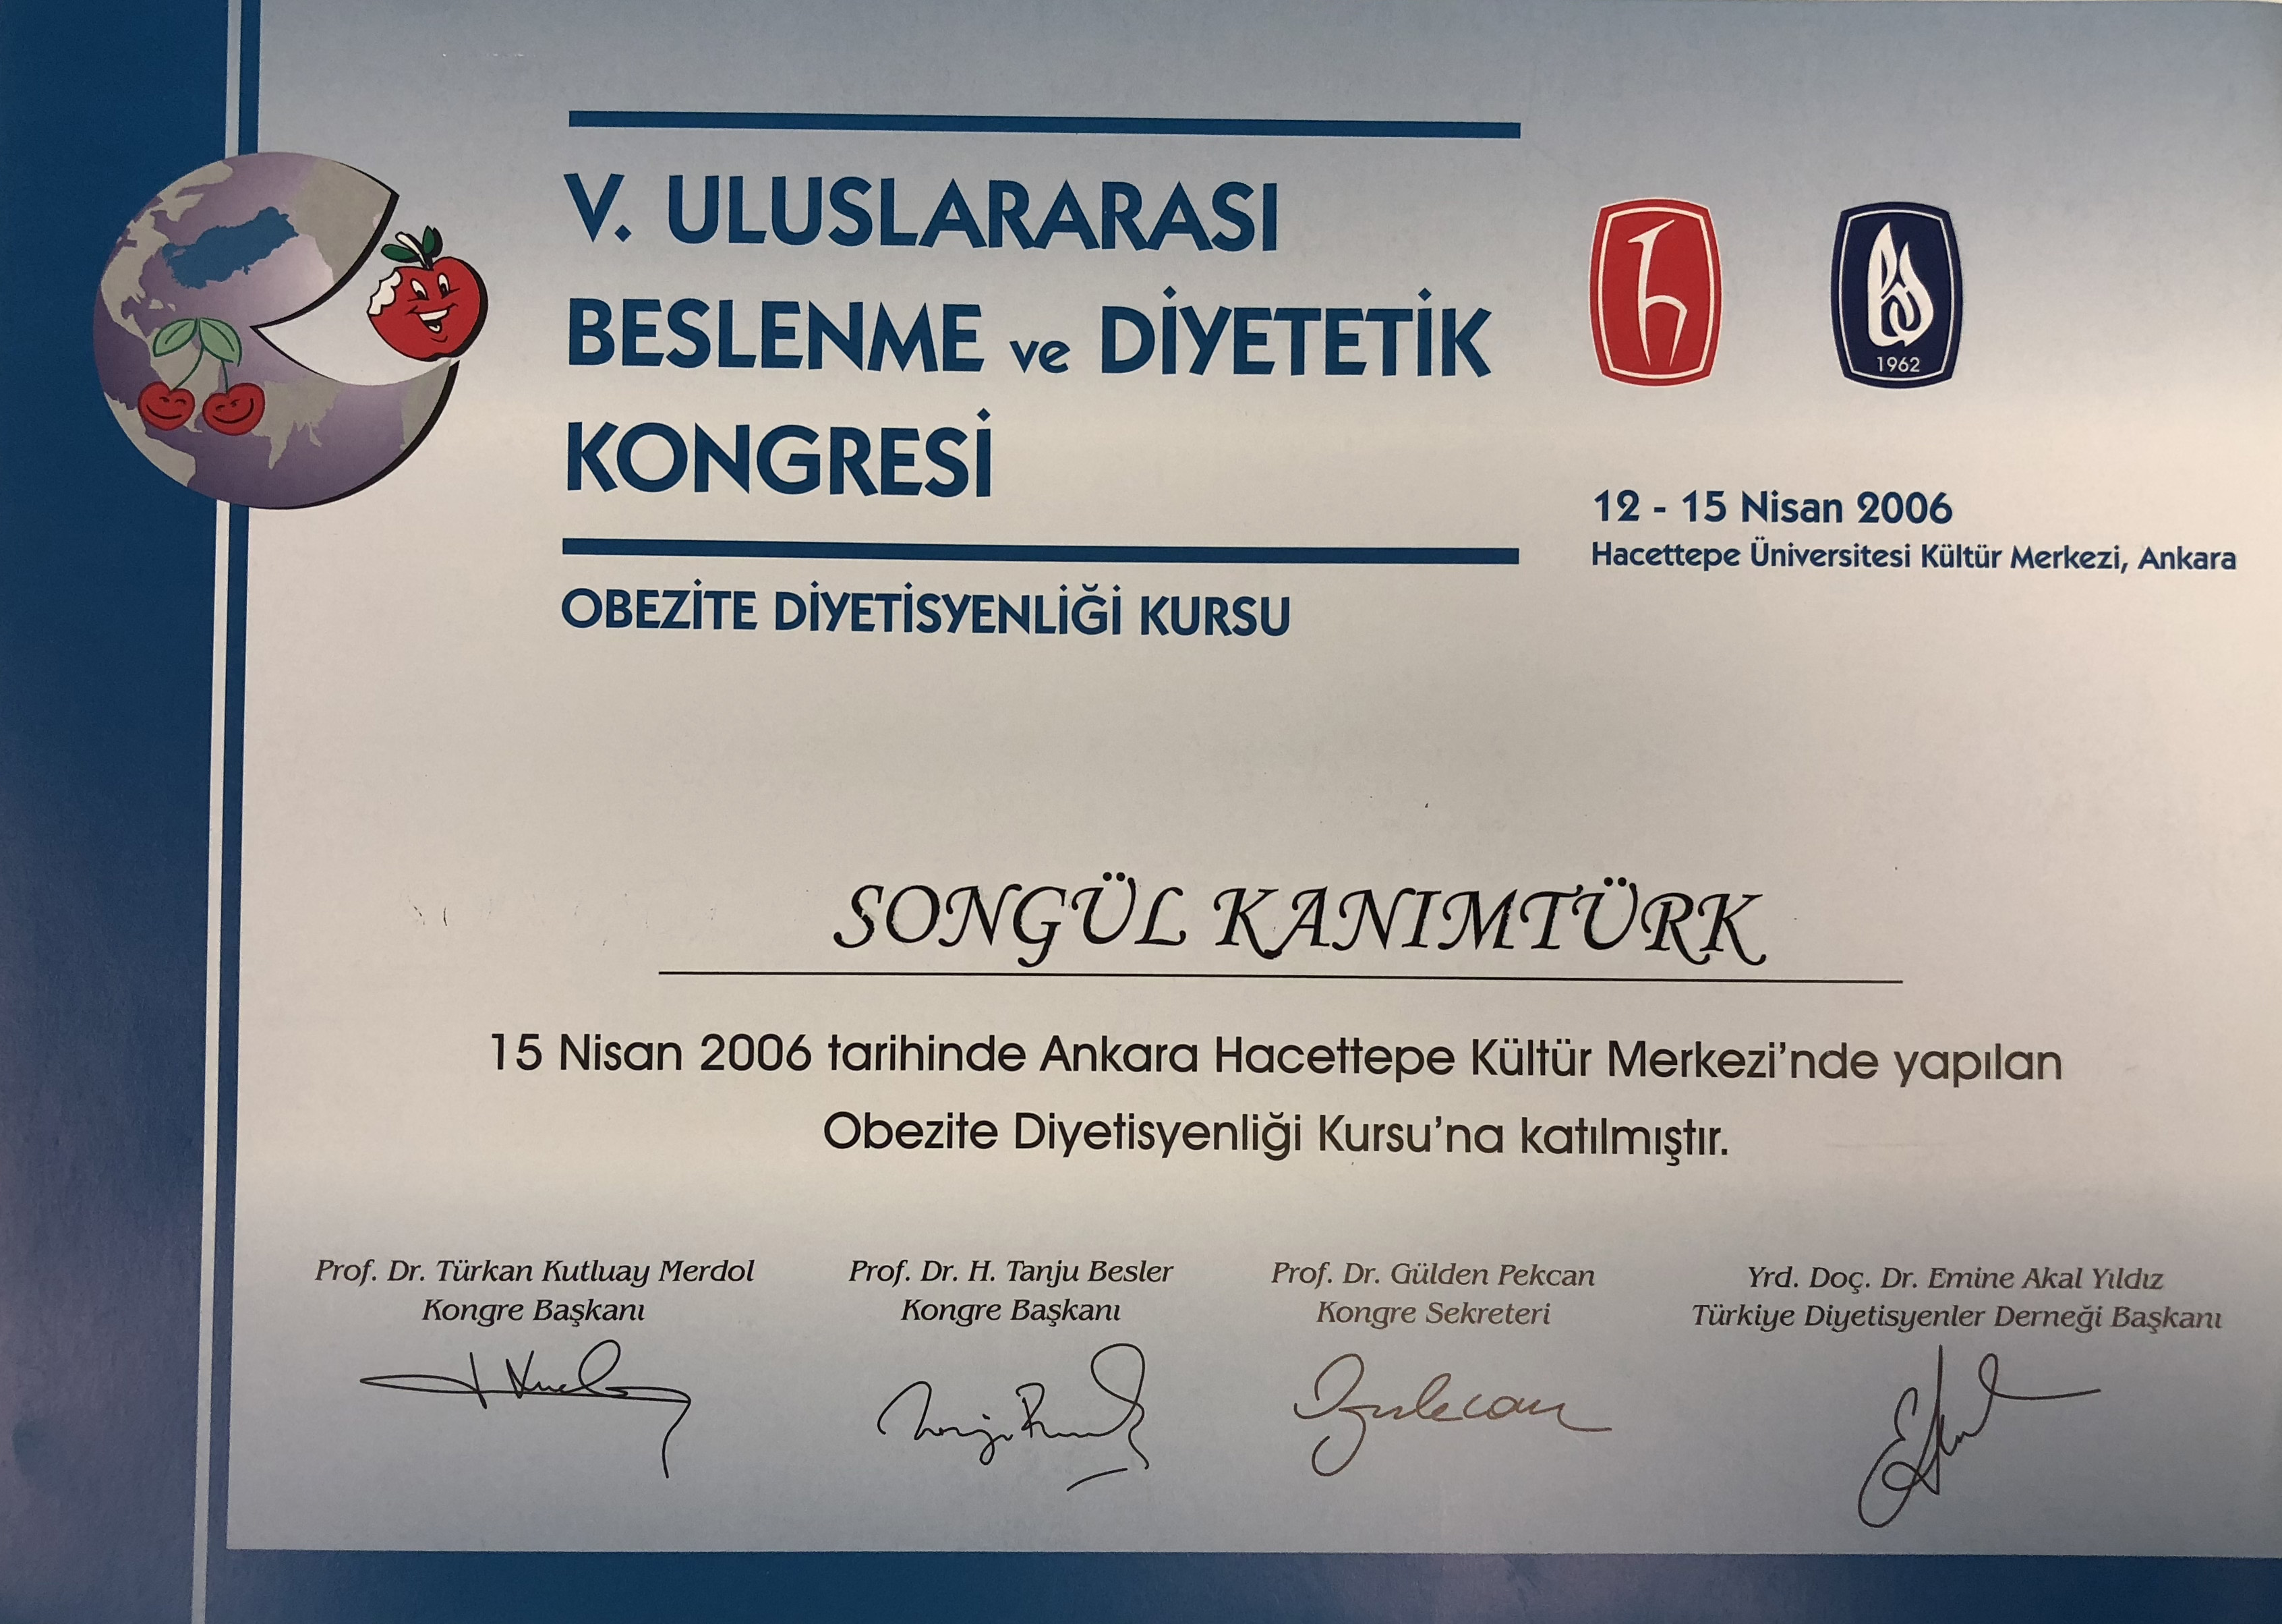 V. ULUSLARARASI
BESLENME ve DİYETETİK
KONGRESİ
1962
12 - 15 Nisan 2006
Hacettepe Üniversitesi Kültür Merkezi, Ankara
OBEZİTE DİYETİSYENLİĞİ KURSU
SONGÜL KANIMTÜRK
15 Nisan 2006 tarihinde Ankara Hacettepe Kültür Merkezi'nde yapılan
Obezite Diyetisyenliği Kursu'na katılmıştır.
Prof. Dr. Türkan Kutluay Merdol
Kongre Başkanı
Prof. Dr. H. Tanju Besler
Kongre Başkanı
Prof. Dr. Gülden Pekcan
Kongre Sekreteri
Yrd. Doç. Dr. Emine Akal Yıldız
Türkiye Diyetisyenler Derneği Başkanı